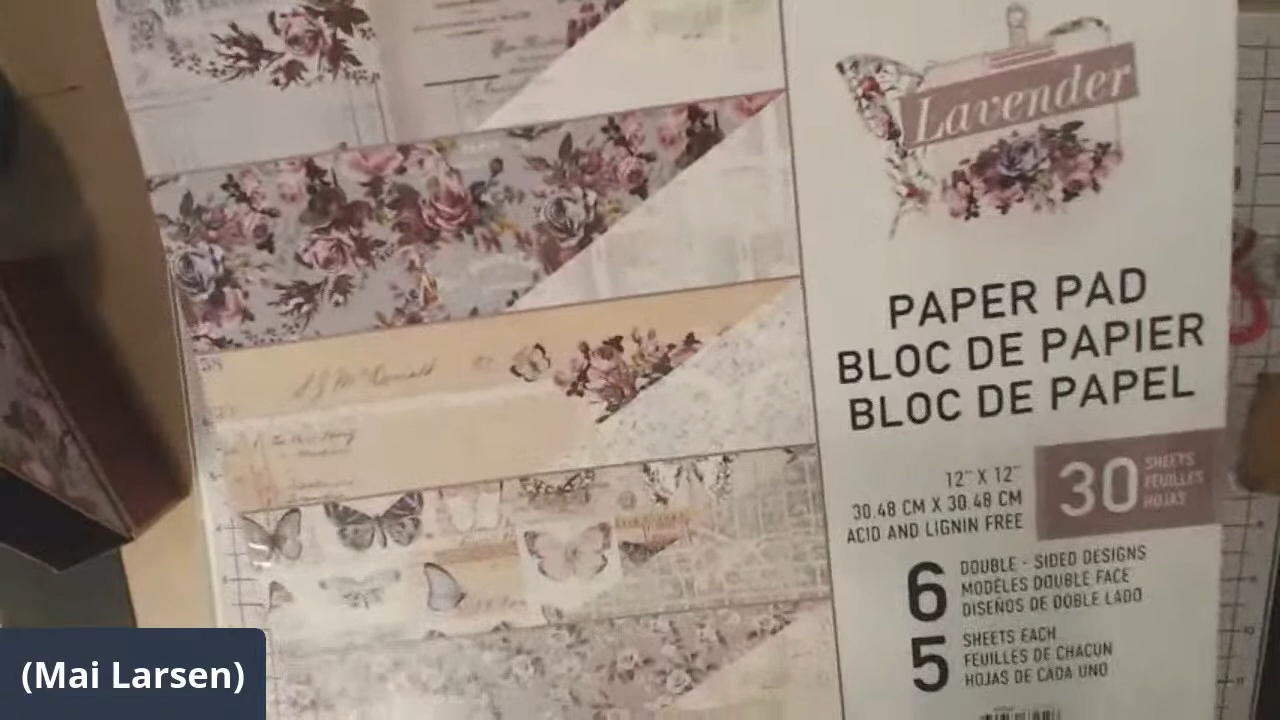 Lavender
PAPER PAD
BLOC DE PAPIER
BLOC DE PAPEL
12" X 12"
30.48 CM X 30.48 CM
ACID AND LIGNIN FREE
30
SHEETS
FEUILLES
HOJAS
6
DOUBLE - SIDED DESIGNS
MODÈLES DOUBLE FACE
DISEÑOS DE DOBLE LADO
5
SHEETS EACH
FEUILLES DE CHACUN
HOJAS DE CADA UNO
(Mai Larsen)